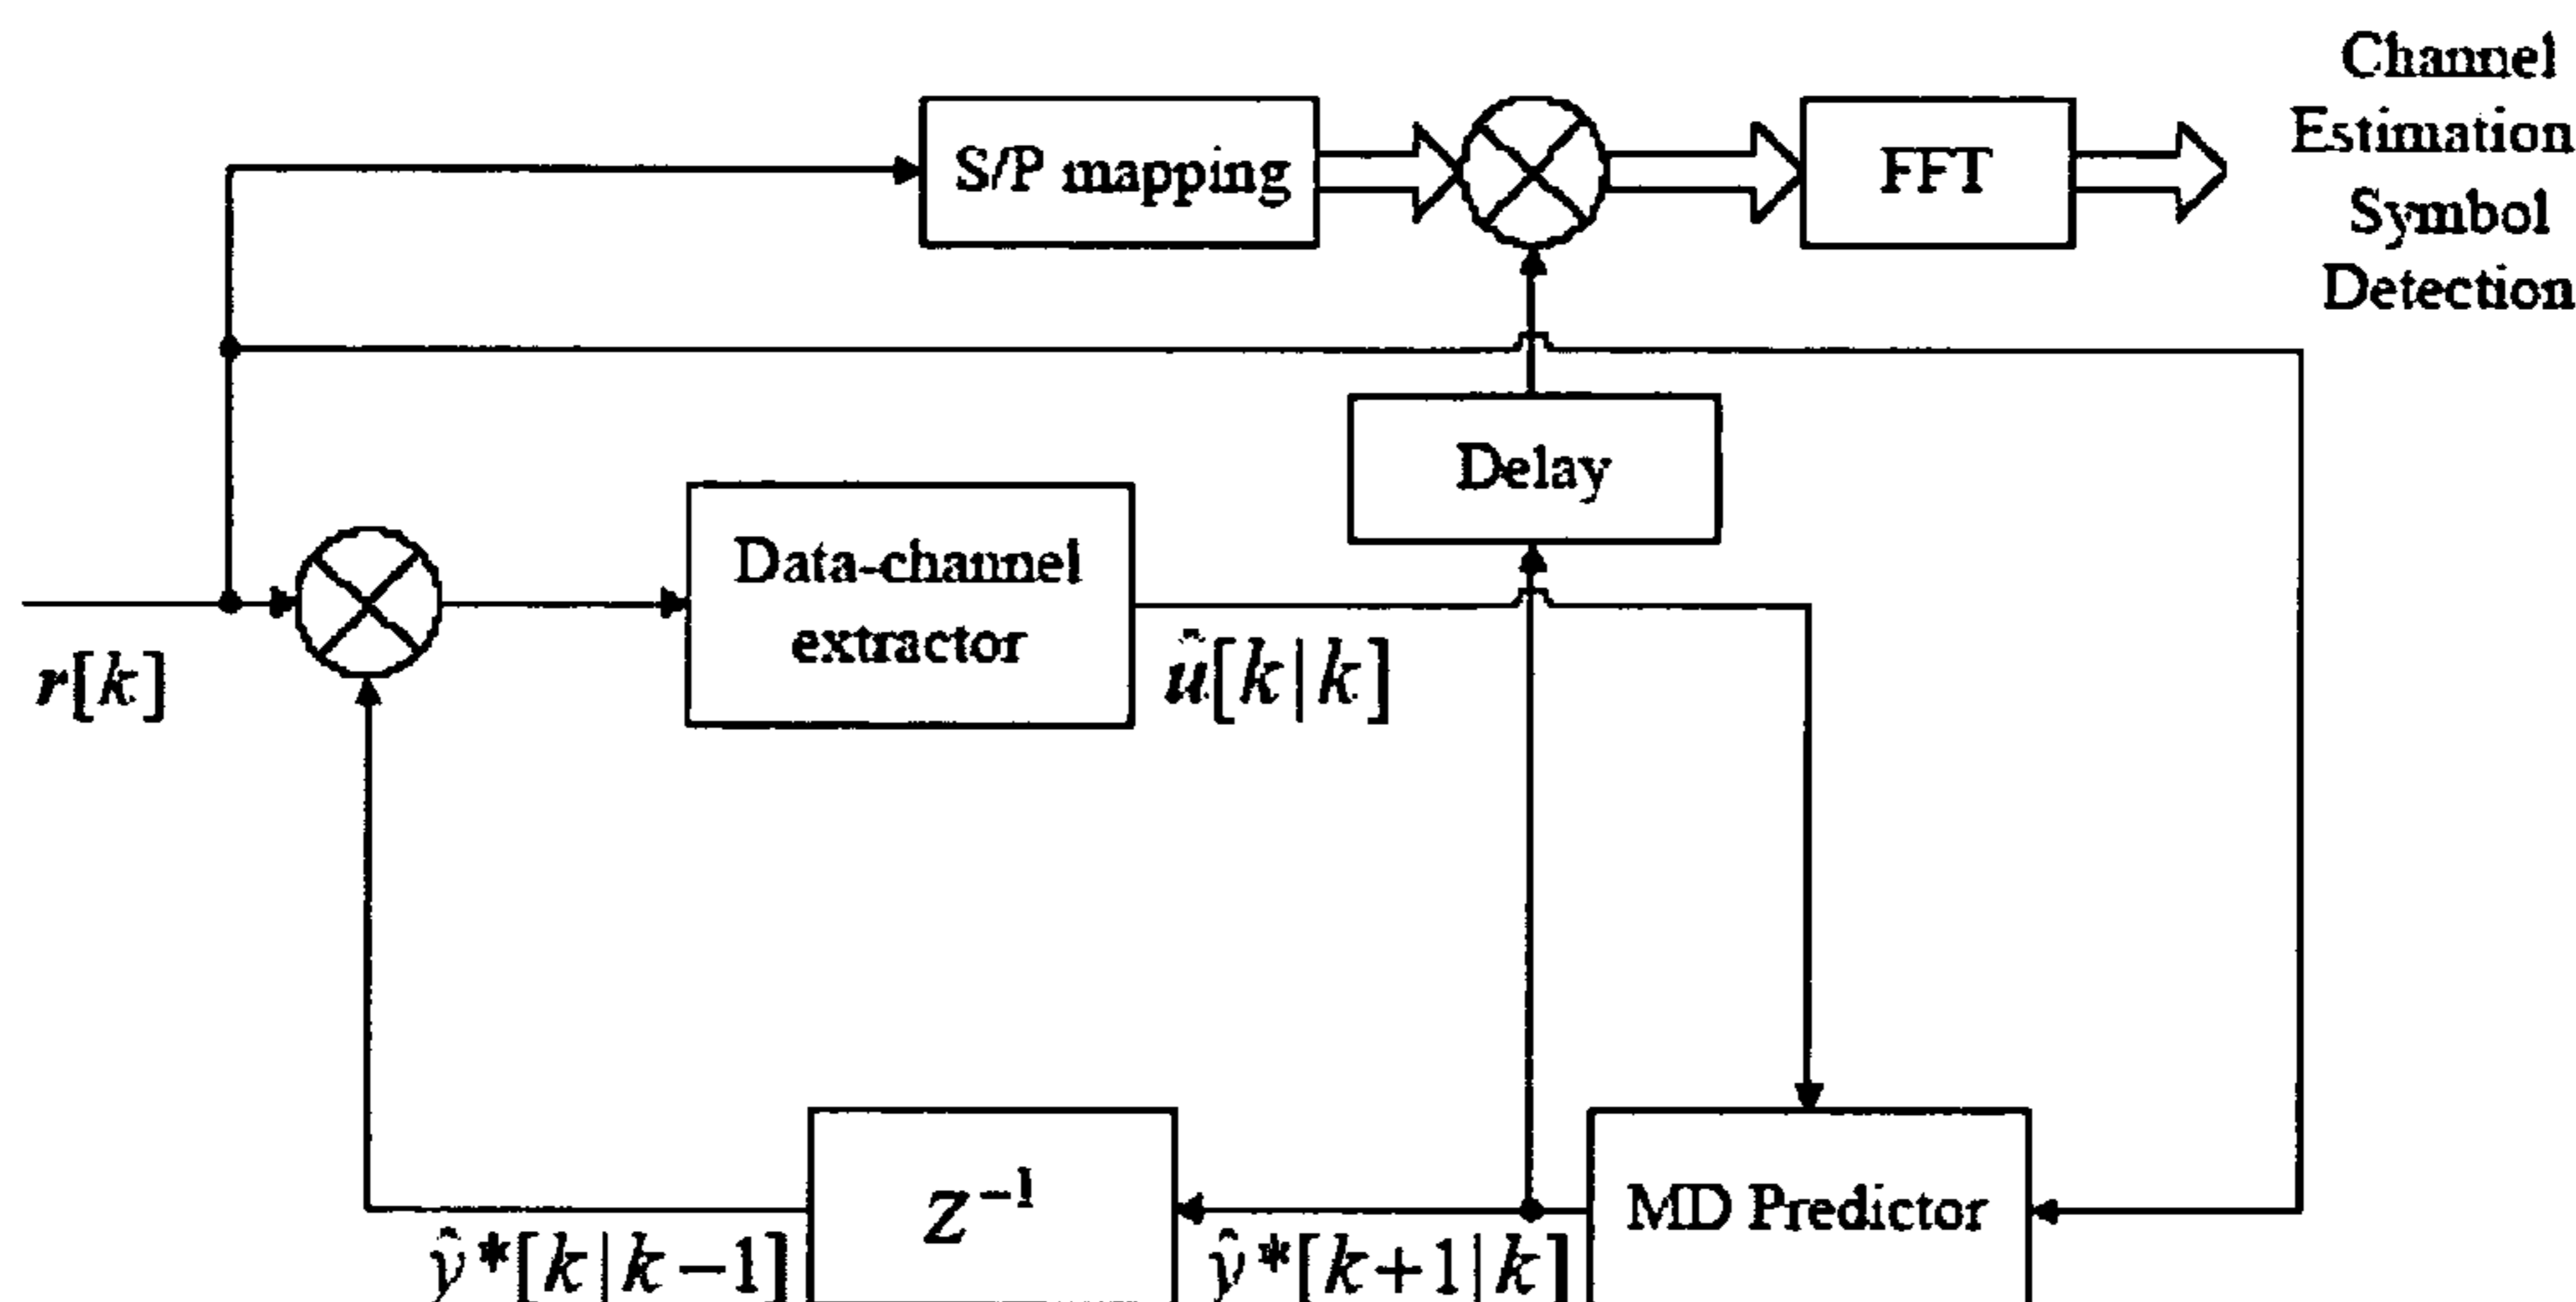 Channel
Estimation
Symbol
Detection
S/P mapping
FFT
Delay
Data-channel
extractor
r[k]
û[k|k]
Z⁻¹
MD Predictor
ŷ*[k|k−1]
ŷ*[k+1|k]